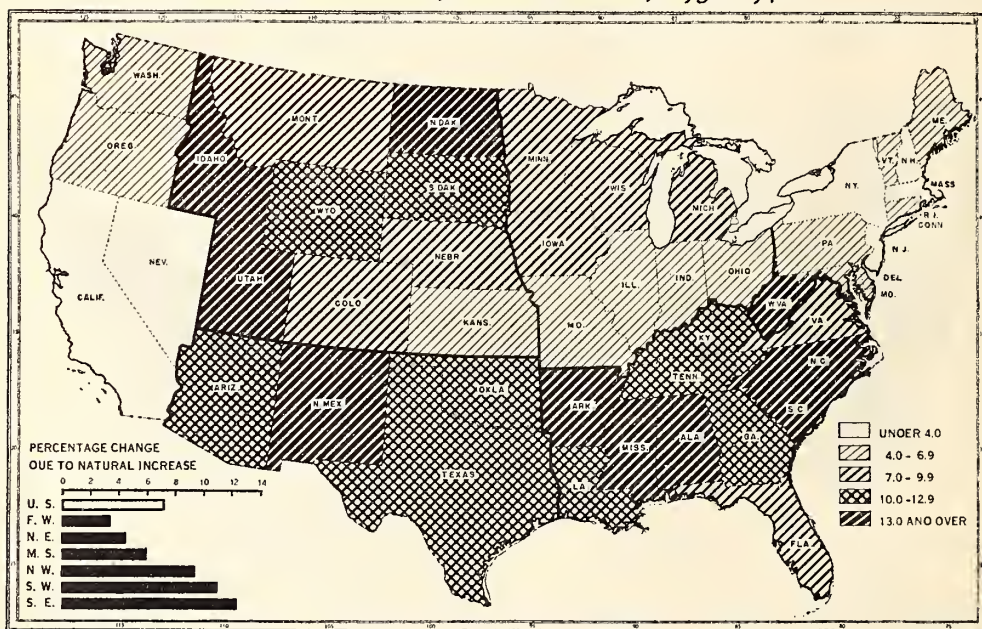 WASH.
MONT.
N.DAK.
ME.
OREG.
IDAHO
MINN.
VT.
N.H.
S.DAK.
WIS.
N.Y.
MASS.
WYO.
MICH.
R.I.
CONN.
IOWA
NEBR.
PA.
N.J.
NEV.
UTAH
OHIO
IND.
ILL.
DEL.
CALIF.
COLO.
MD.
W.VA.
KANS.
MO.
VA.
KY.
N.C.
ARIZ.
OKLA.
TENN.
N.MEX.
ARK.
S.C.
MISS.
ALA.
GA.
TEXAS
LA.
FLA.
PERCENTAGE CHANGE
DUE TO NATURAL INCREASE
0 2 4 6 8 10 12 14
U. S.
F. W.
N. E.
M. S.
N. W.
S. W.
S. E.
UNDER 4.0
4.0 - 6.9
7.0 - 9.9
10.0 - 12.9
13.0 AND OVER